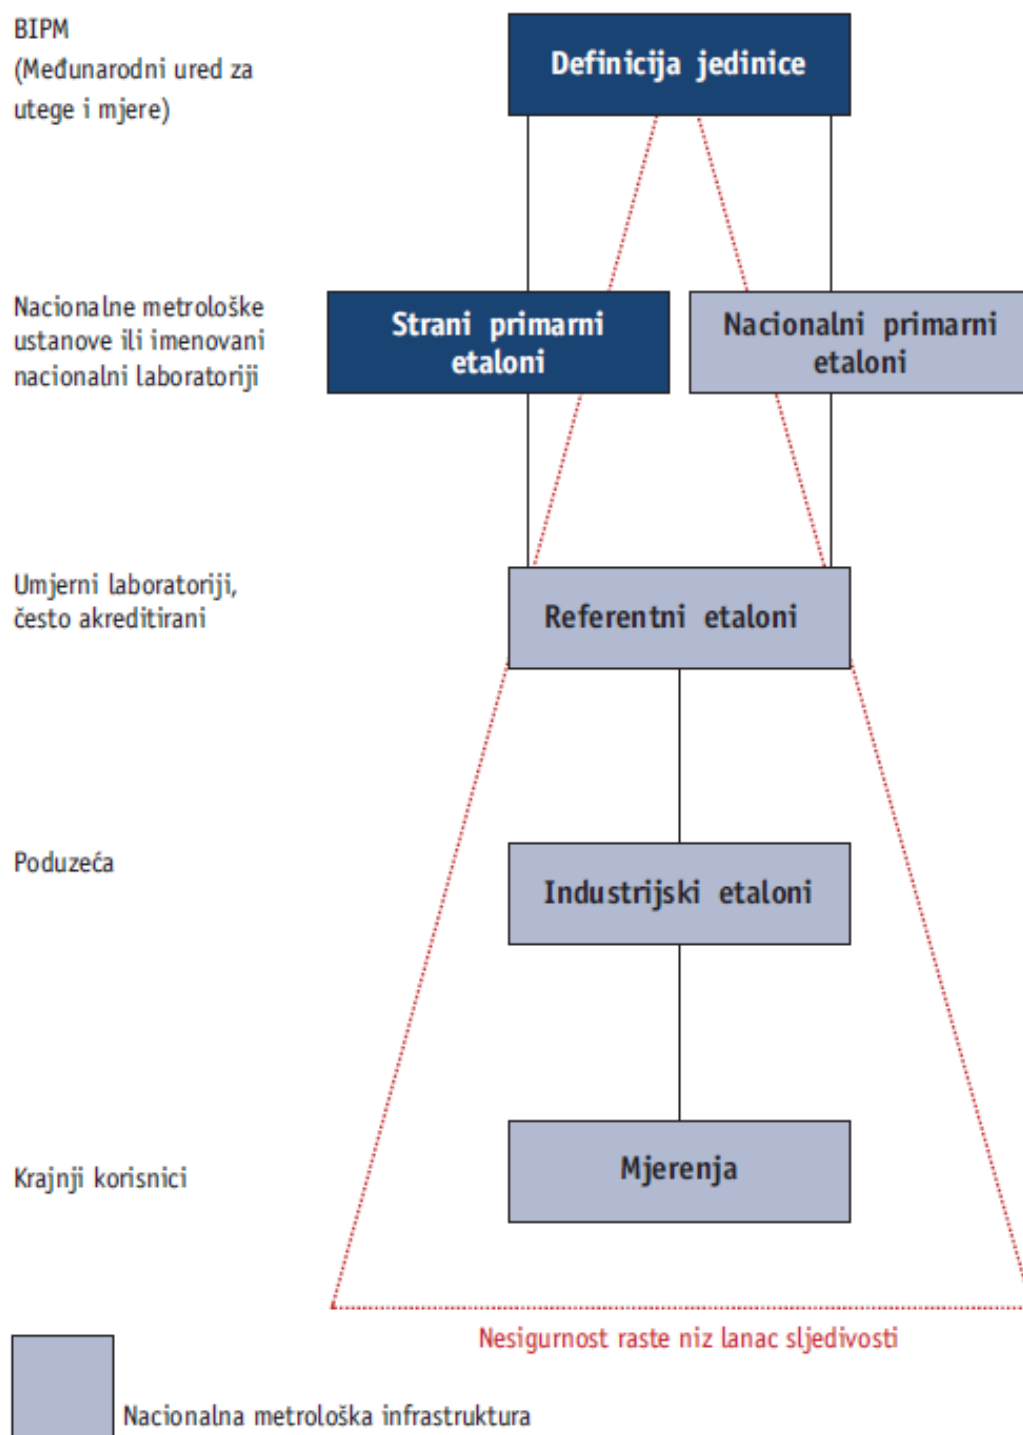 BIPM
(Međunarodni ured za
utege i mjere)
Definicija jedinice
Nacionalne metrološke
ustanove ili imenovani
nacionalni laboratoriji
Strani primarni
etaloni
Nacionalni primarni
etaloni
Umjerni laboratoriji,
često akreditirani
Referentni etaloni
Poduzeća
Industrijski etaloni
Krajnji korisnici
Mjerenja
Nesigurnost raste niz lanac sljedivosti
Nacionalna metrološka infrastruktura